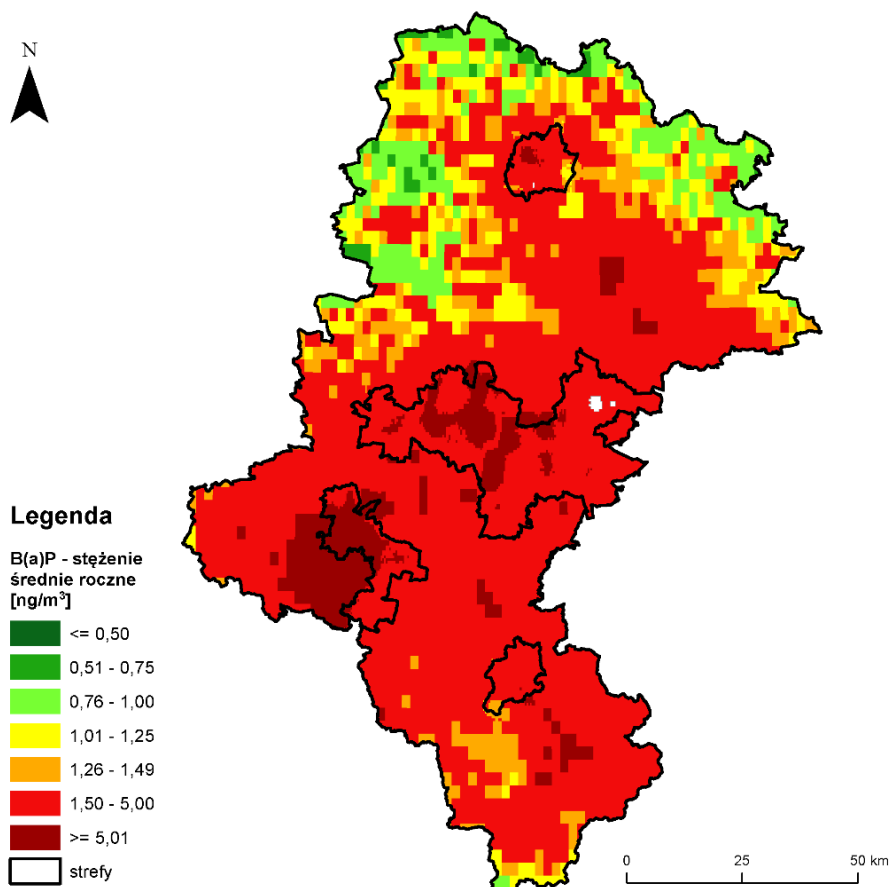 N
Legenda
B(a)P - stężenie
średnie roczne
[ng/m³]
<= 0,50
0,51 - 0,75
0,76 - 1,00
1,01 - 1,25
1,26 - 1,49
1,50 - 5,00
>= 5,01
strefy
0 25 50 km